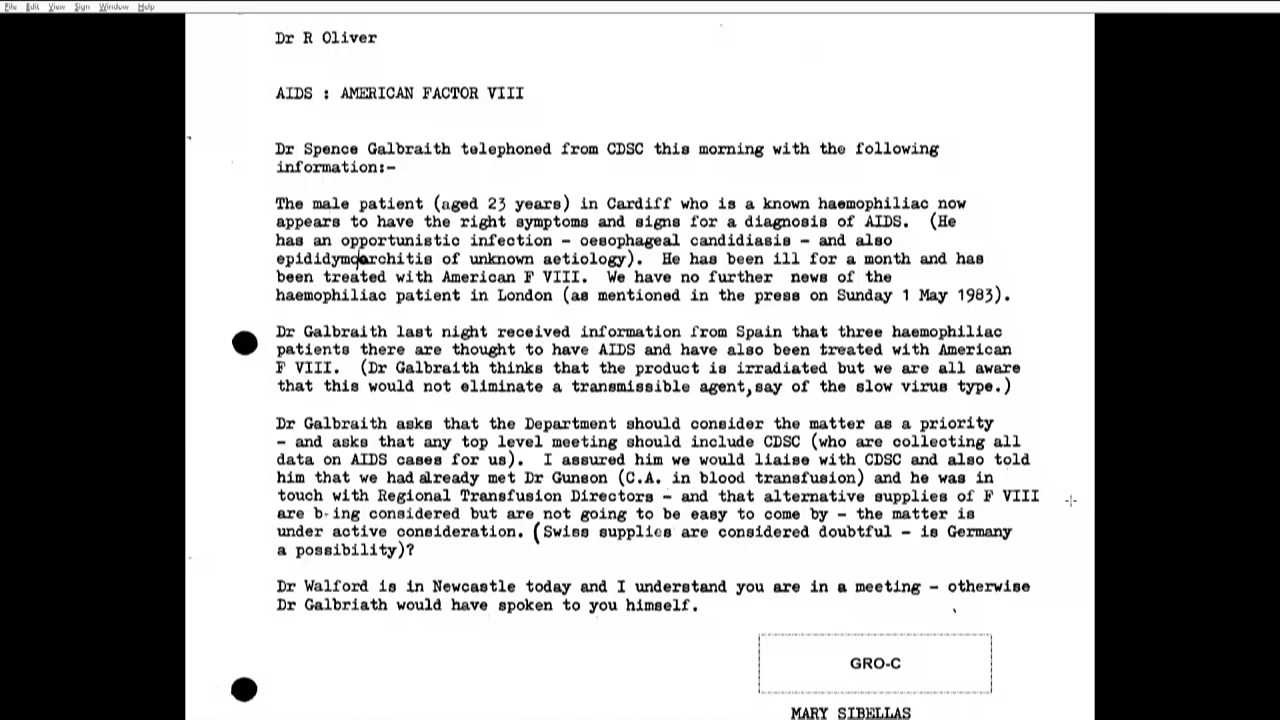 File Edit View Sign Window Help
Dr R Oliver
AIDS : AMERICAN FACTOR VIII
Dr Spence Galbraith telephoned from CDSC this morning with the following
information:-
The male patient (aged 23 years) in Cardiff who is a known haemophiliac now
appears to have the right symptoms and signs for a diagnosis of AIDS. (He
has an opportunistic infection - oesophageal candidiasis - and also
epididymoorchitis of unknown aetiology). He has been ill for a month and has
been treated with American F VIII. We have no further news of the
haemophiliac patient in London (as mentioned in the press on Sunday 1 May 1983).
Dr Galbraith last night received information from Spain that three haemophiliac
patients there are thought to have AIDS and have also been treated with American
F VIII. (Dr Galbraith thinks that the product is irradiated but we are all aware
that this would not eliminate a transmissible agent,say of the slow virus type.)
Dr Galbraith asks that the Department should consider the matter as a priority
- and asks that any top level meeting should include CDSC (who are collecting all
data on AIDS cases for us). I assured him we would liaise with CDSC and also told
him that we had already met Dr Gunson (C.A. in blood transfusion) and he was in
touch with Regional Transfusion Directors - and that alternative supplies of F VIII
are being considered but are not going to be easy to come by - the matter is
under active consideration. (Swiss supplies are considered doubtful - is Germany
a possibility)?
Dr Walford is in Newcastle today and I understand you are in a meeting - otherwise
Dr Galbriath would have spoken to you himself.
GRO-C
MARY SIBELLAS